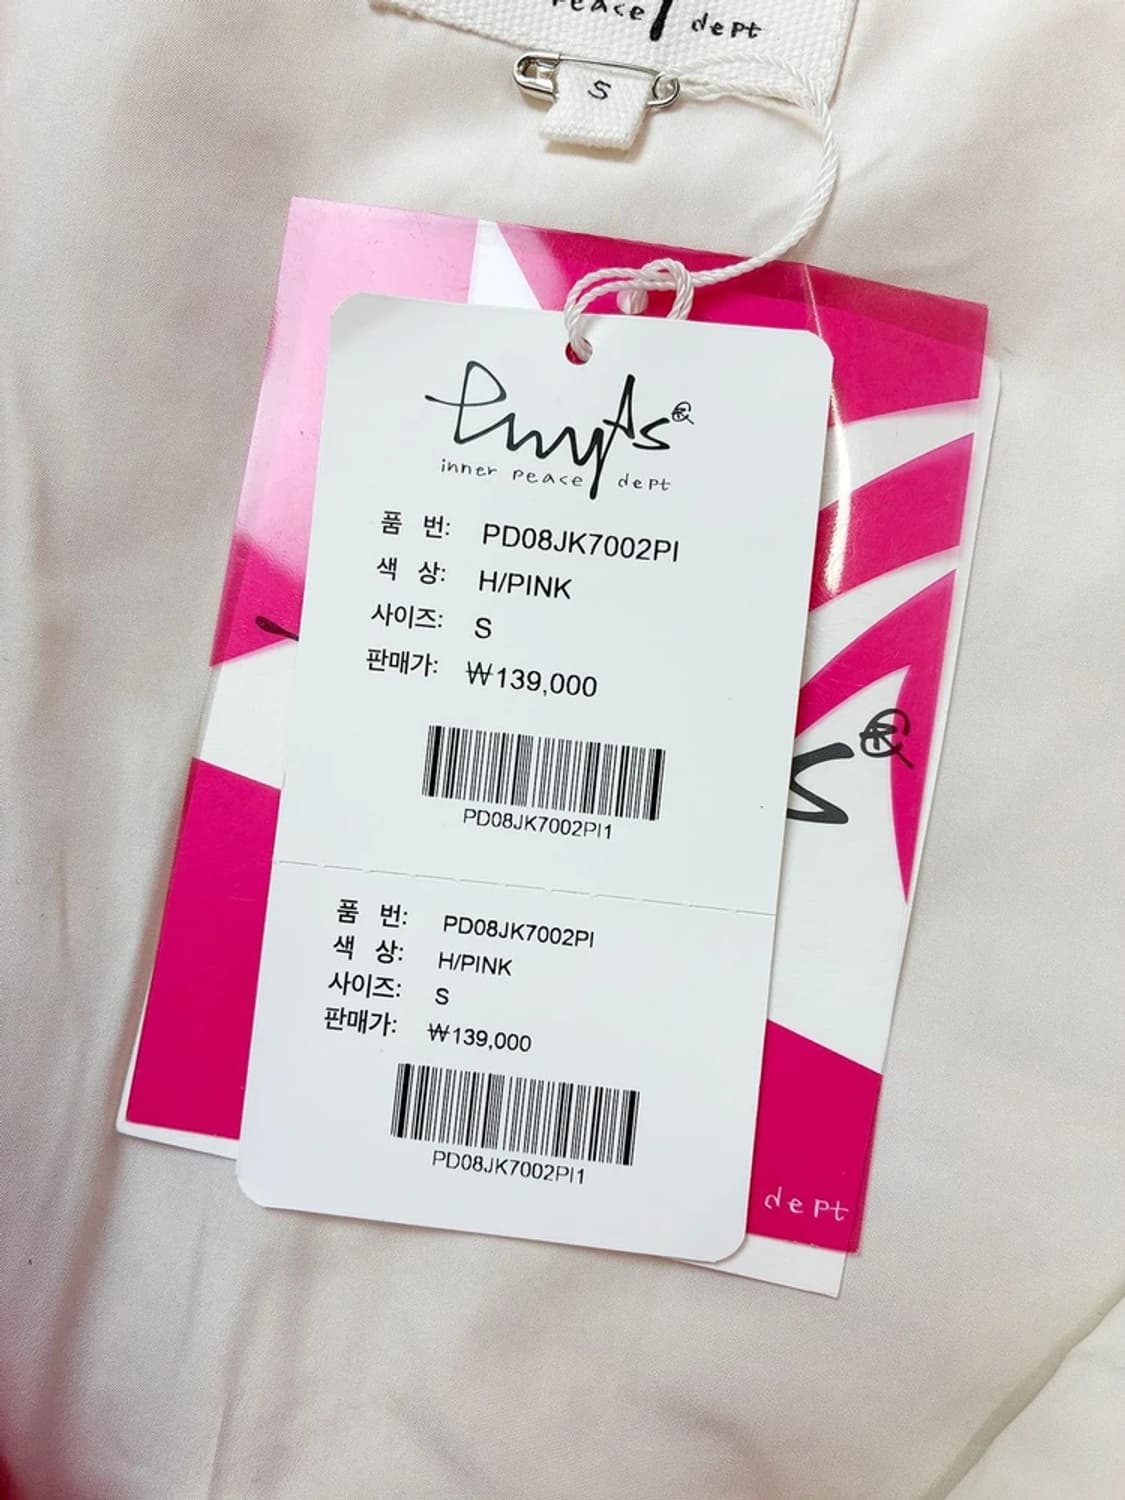 peace dept
S
inner peace dept
품 번: PD08JK7002PI
색 상: H/PINK
사이즈: S
판매가: ₩139,000
PD08JK7002PI1
품 번: PD08JK7002PI
색 상: H/PINK
사이즈: S
판매가: ₩139,000
PD08JK7002PI1
S
dept